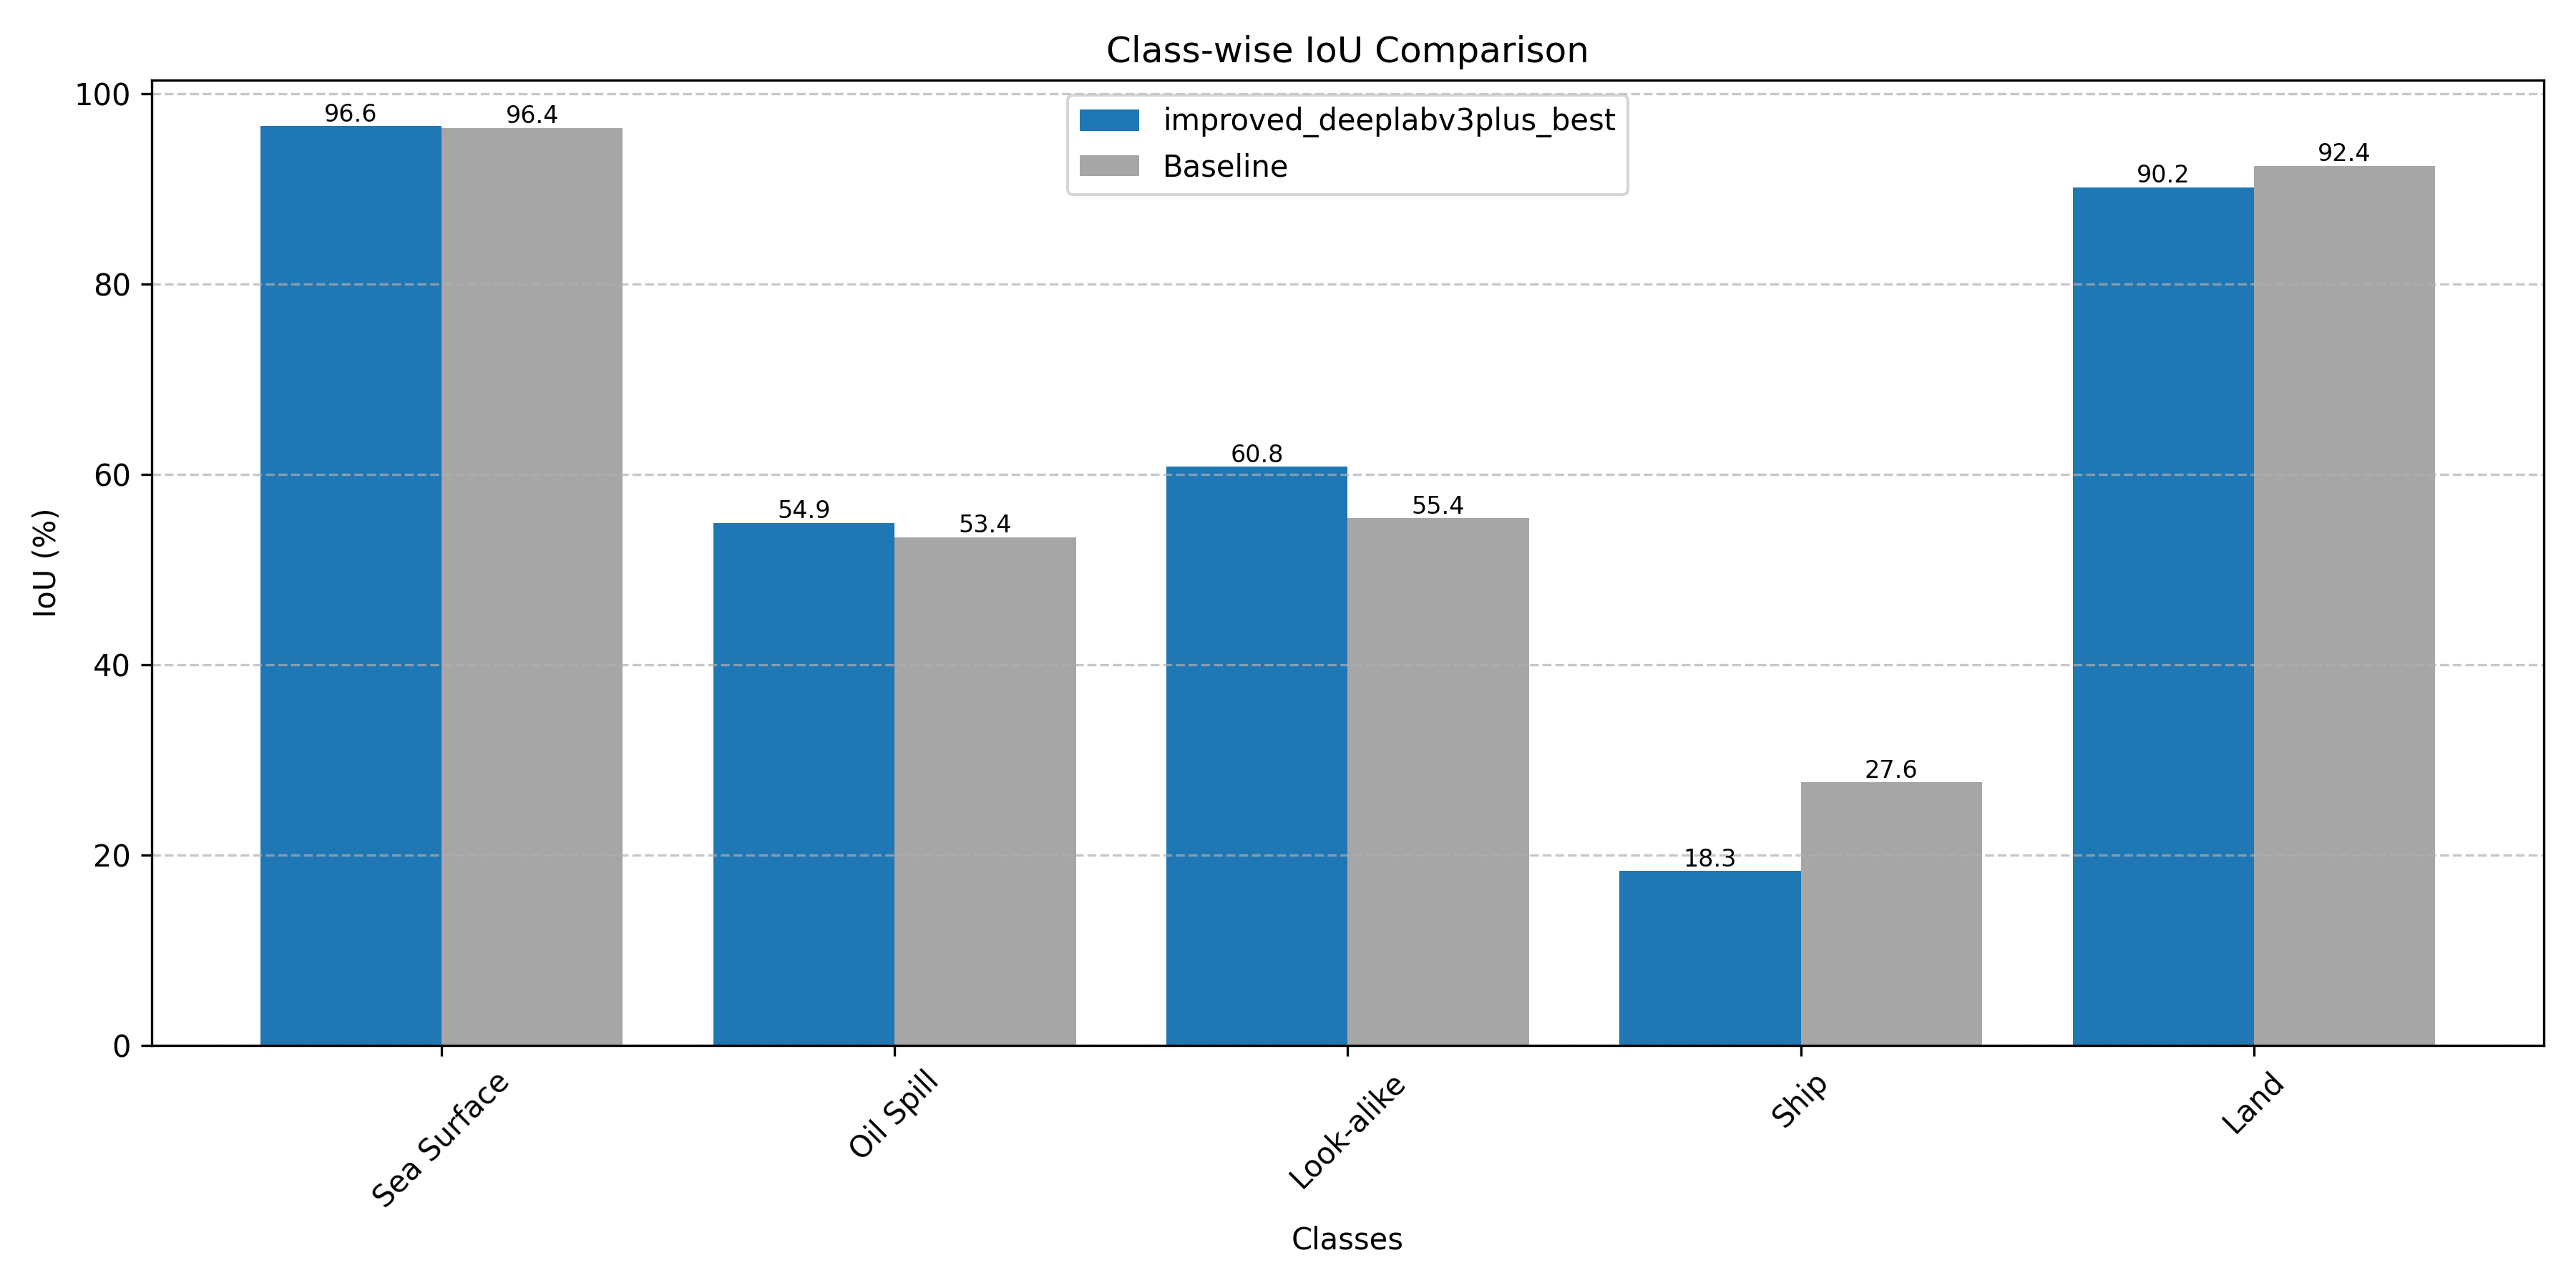 Class-wise IoU Comparison
improved_deeplabv3plus_best
Baseline
IoU (%)
100
80
60
40
20
0
96.6
96.4
54.9
53.4
60.8
55.4
18.3
27.6
90.2
92.4
Sea Surface
Oil Spill
Look-alike
Ship
Land
Classes